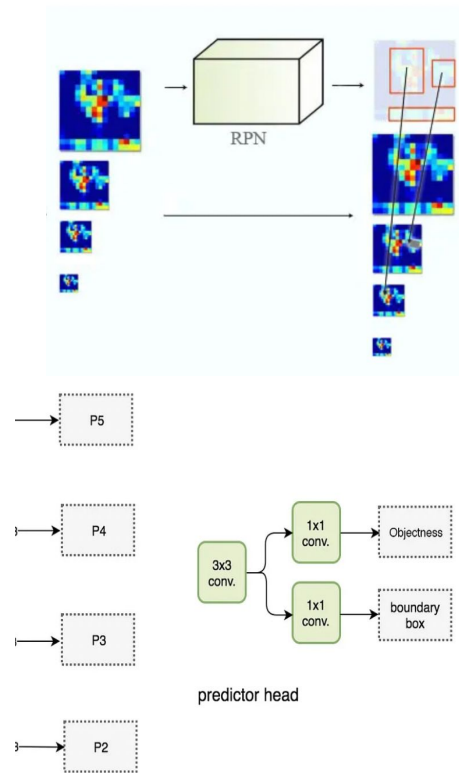 RPN
P5
P4
P3
P2
3x3
conv.
1x1
conv.
Objectness
1x1
conv.
boundary
box
predictor head